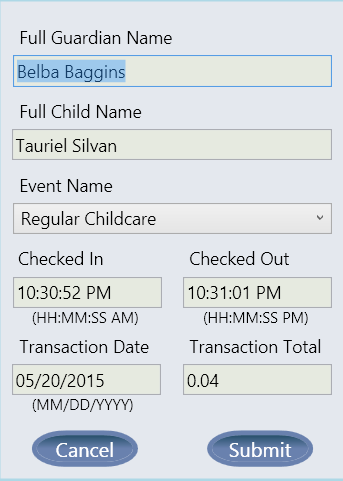 Full Guardian Name
Belba Baggins
Full Child Name
Tauriel Silvan
Event Name
Regular Childcare
Checked In Checked Out
10:30:52 PM 10:31:01 PM
(HH:MM:SS AM) (HH:MM:SS PM)
Transaction Date Transaction Total
05/20/2015 0.04
(MM/DD/YYYY)
Cancel Submit